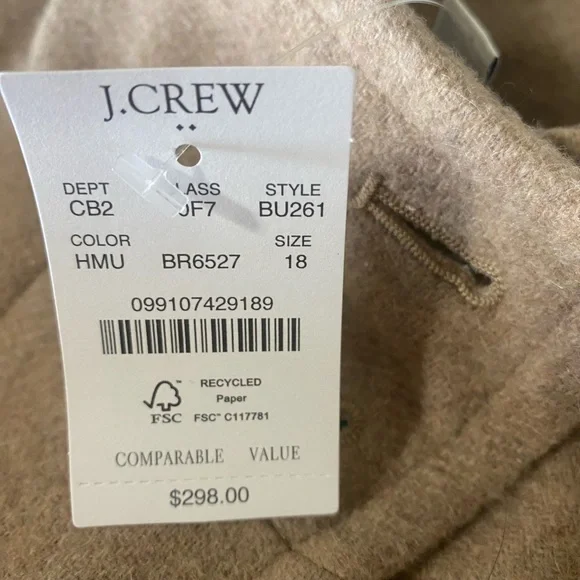 J.CREW
DEPT STYLE
CB2 BU261
COLOR SIZE
HMU BR6527 18
099107429189
RECYCLED
Paper
FSC™ C117781
FSC
COMPARABLE VALUE
$298.00